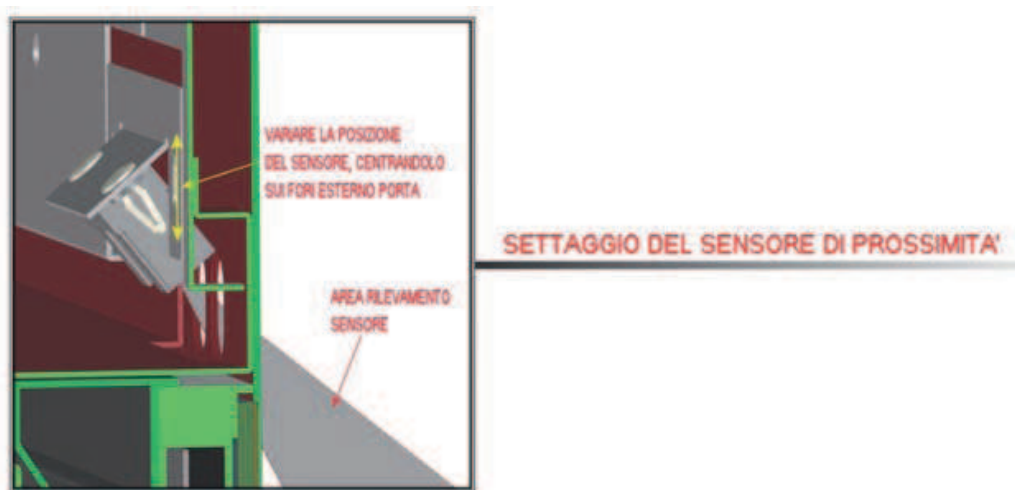 VARIARE LA POSIZIONE
DEL SENSORE, CENTRANDOLO
SUI FORI ESTERNO PORTA
SETTAGGIO DEL SENSORE DI PROSSIMITA'
AREA RILEVAMENTO
SENSORE